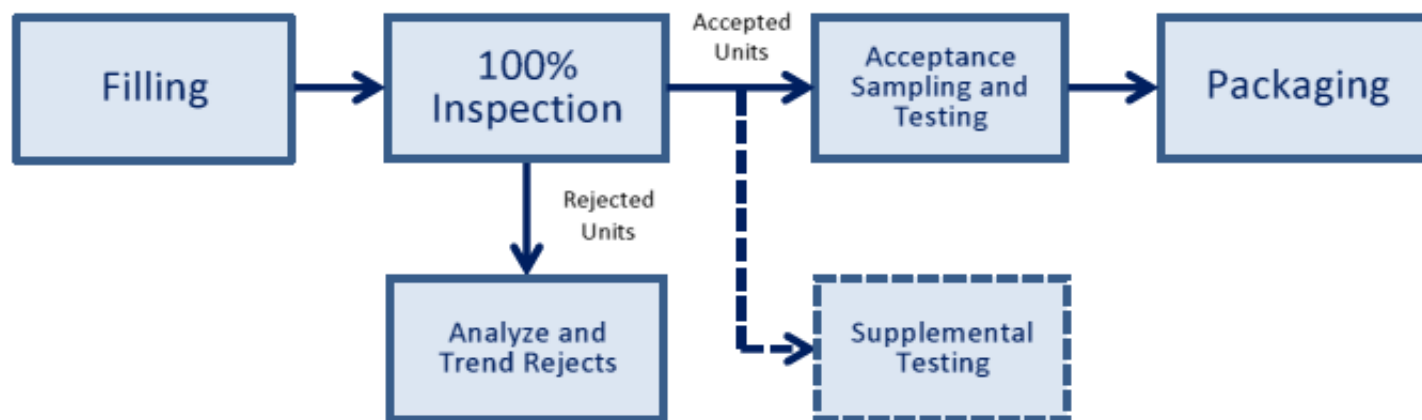 Filling
100%
Inspection
Accepted
Units
Acceptance
Sampling and
Testing
Packaging
Rejected
Units
Analyze and
Trend Rejects
Supplemental
Testing